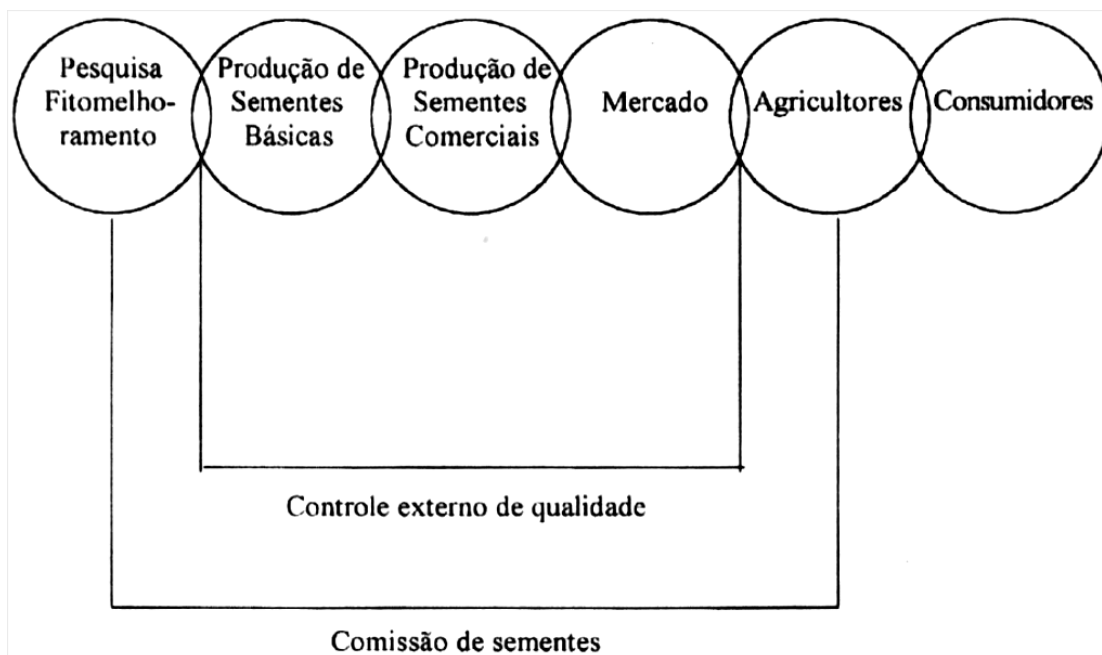 Pesquisa
Fitomelho-
ramento
Produção de
Sementes
Básicas
Produção de
Sementes
Comerciais
Mercado
Agricultores
Consumidores
Controle externo de qualidade
Comissão de sementes